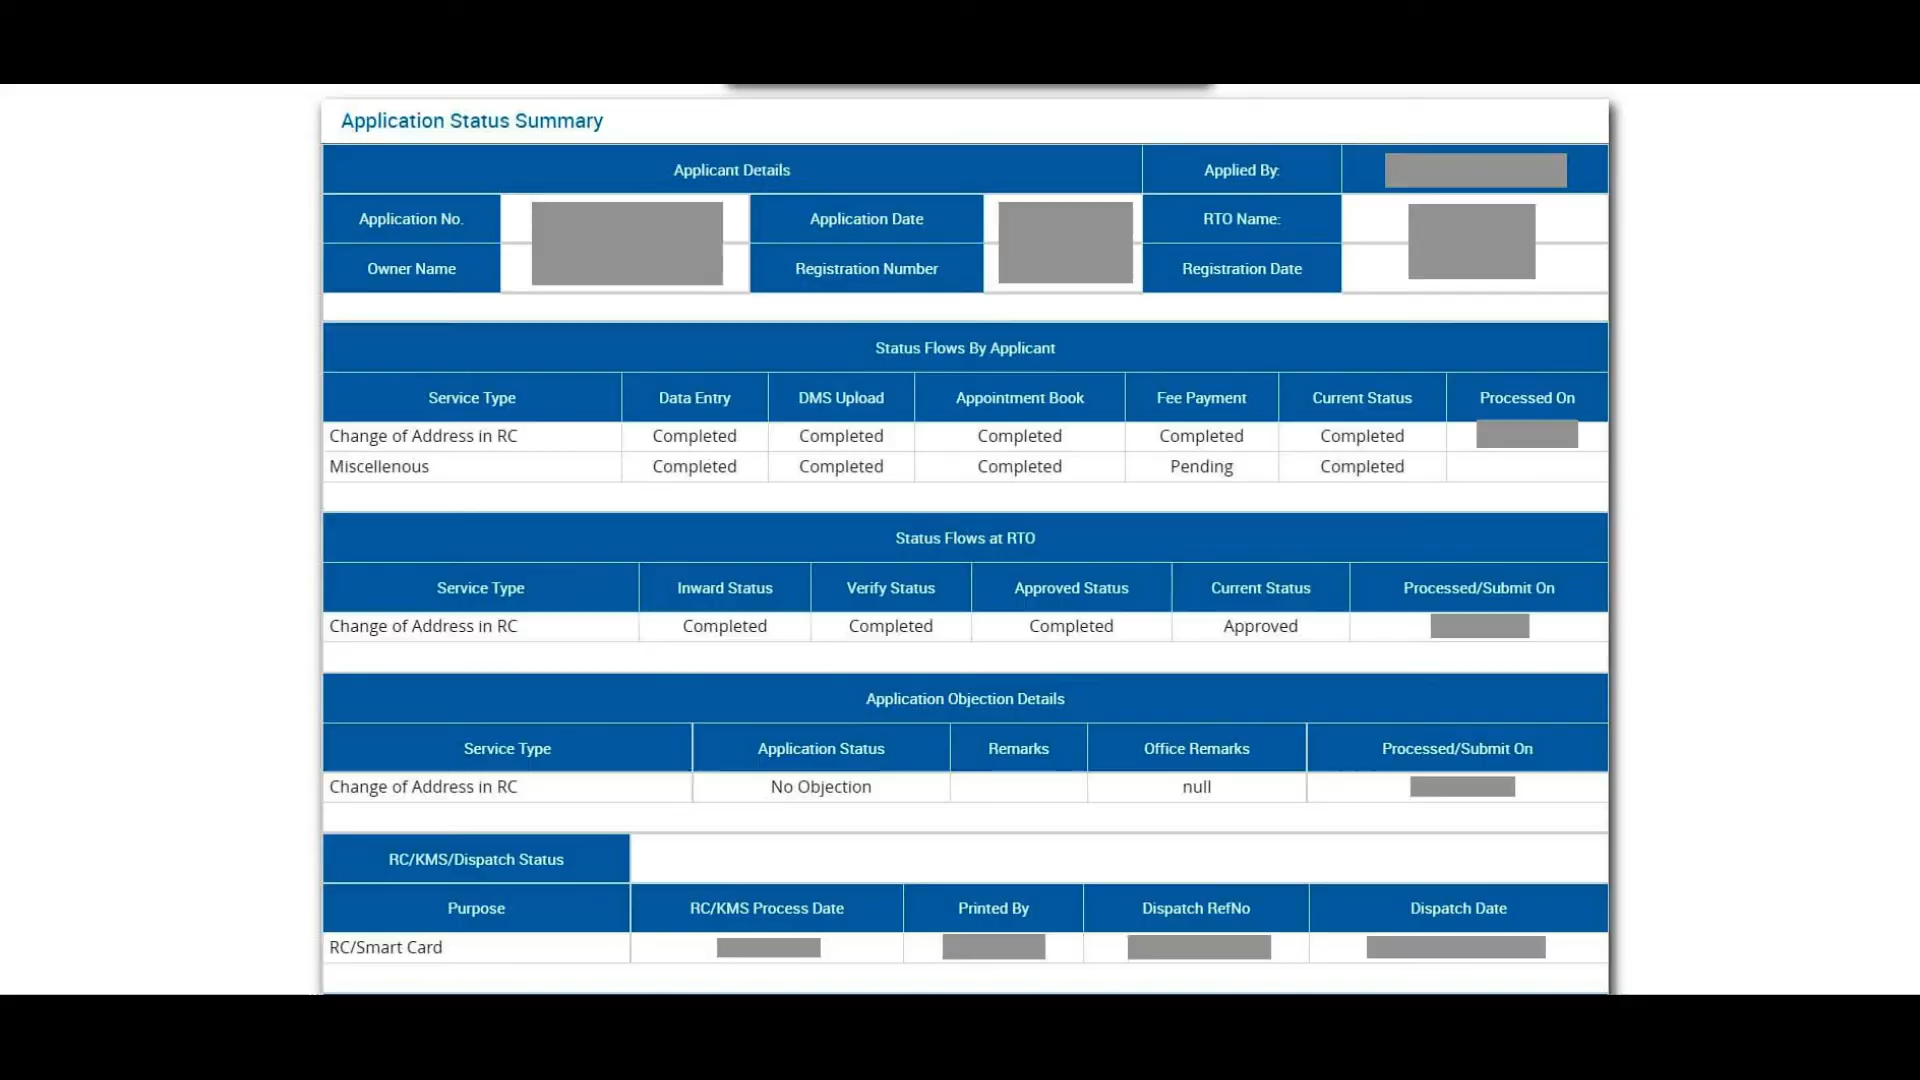 Application Status Summary
Applicant Details Applied By:
Application No. Application Date RTO Name:
Owner Name Registration Number Registration Date
Status Flows By Applicant
Service Type Data Entry DMS Upload Appointment Book Fee Payment Current Status Processed On
Change of Address in RC Completed Completed Completed Completed Completed
Miscellenous Completed Completed Completed Pending Completed
Status Flows at RTO
Service Type Inward Status Verify Status Approved Status Current Status Processed/Submit On
Change of Address in RC Completed Completed Completed Approved
Application Objection Details
Service Type Application Status Remarks Office Remarks Processed/Submit On
Change of Address in RC No Objection null
RC/KMS/Dispatch Status
Purpose RC/KMS Process Date Printed By Dispatch RefNo Dispatch Date
RC/Smart Card